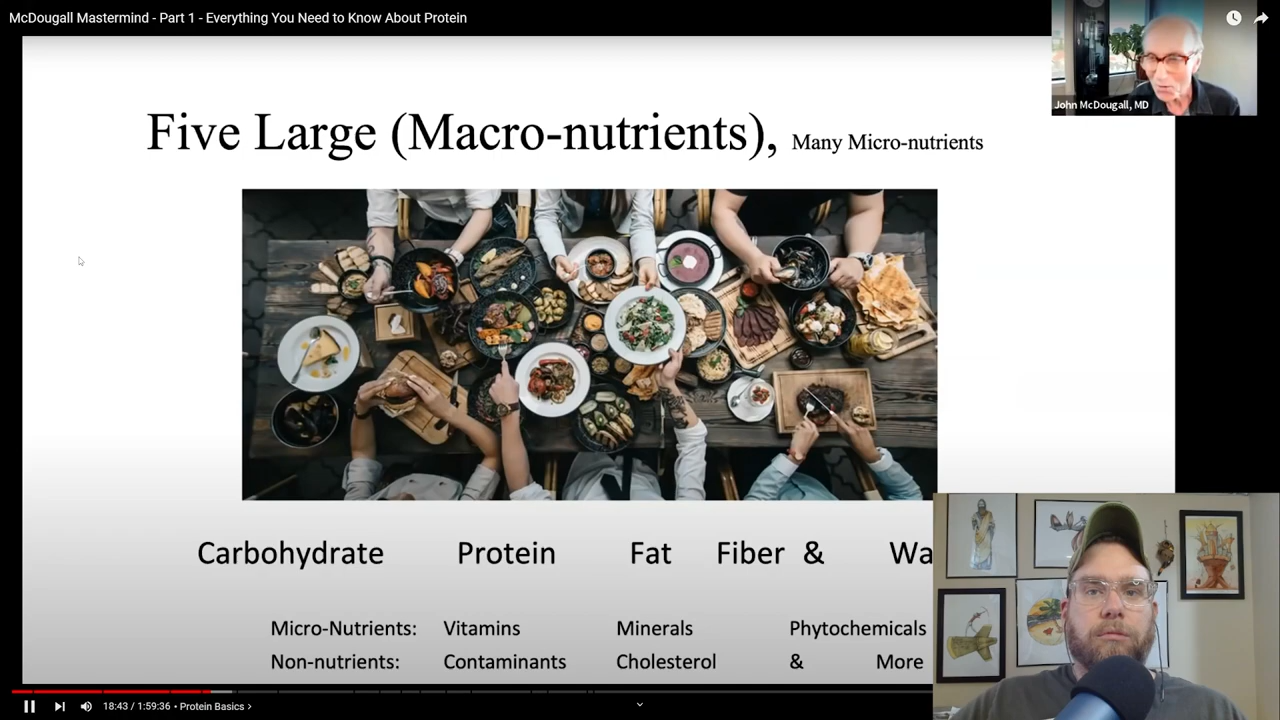 McDougall Mastermind - Part 1 - Everything You Need to Know About Protein
John McDougall, MD
Five Large (Macro-nutrients), Many Micro-nutrients
Carbohydrate Protein Fat Fiber & Wa
Micro-Nutrients: Vitamins Minerals Phytochemicals
Non-nutrients: Contaminants Cholesterol & More
18:43 / 1:59:36 • Protein Basics >